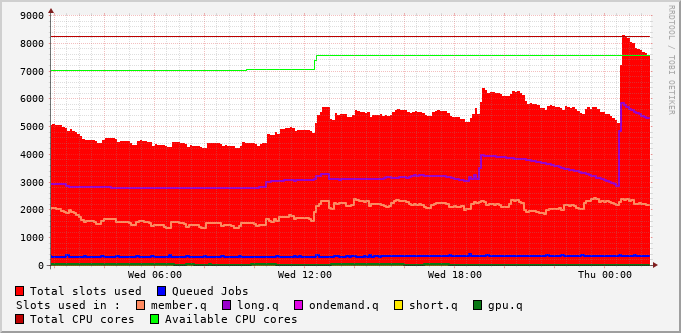 9000
8000
7000
6000
5000
4000
3000
2000
1000
0
Wed 06:00 Wed 12:00 Wed 18:00 Thu 00:00
RRDTOOL / TOBI OETIKER
Total slots used Queued Jobs
Slots used in : member.q long.q ondemand.q short.q gpu.q
Total CPU cores Available CPU cores